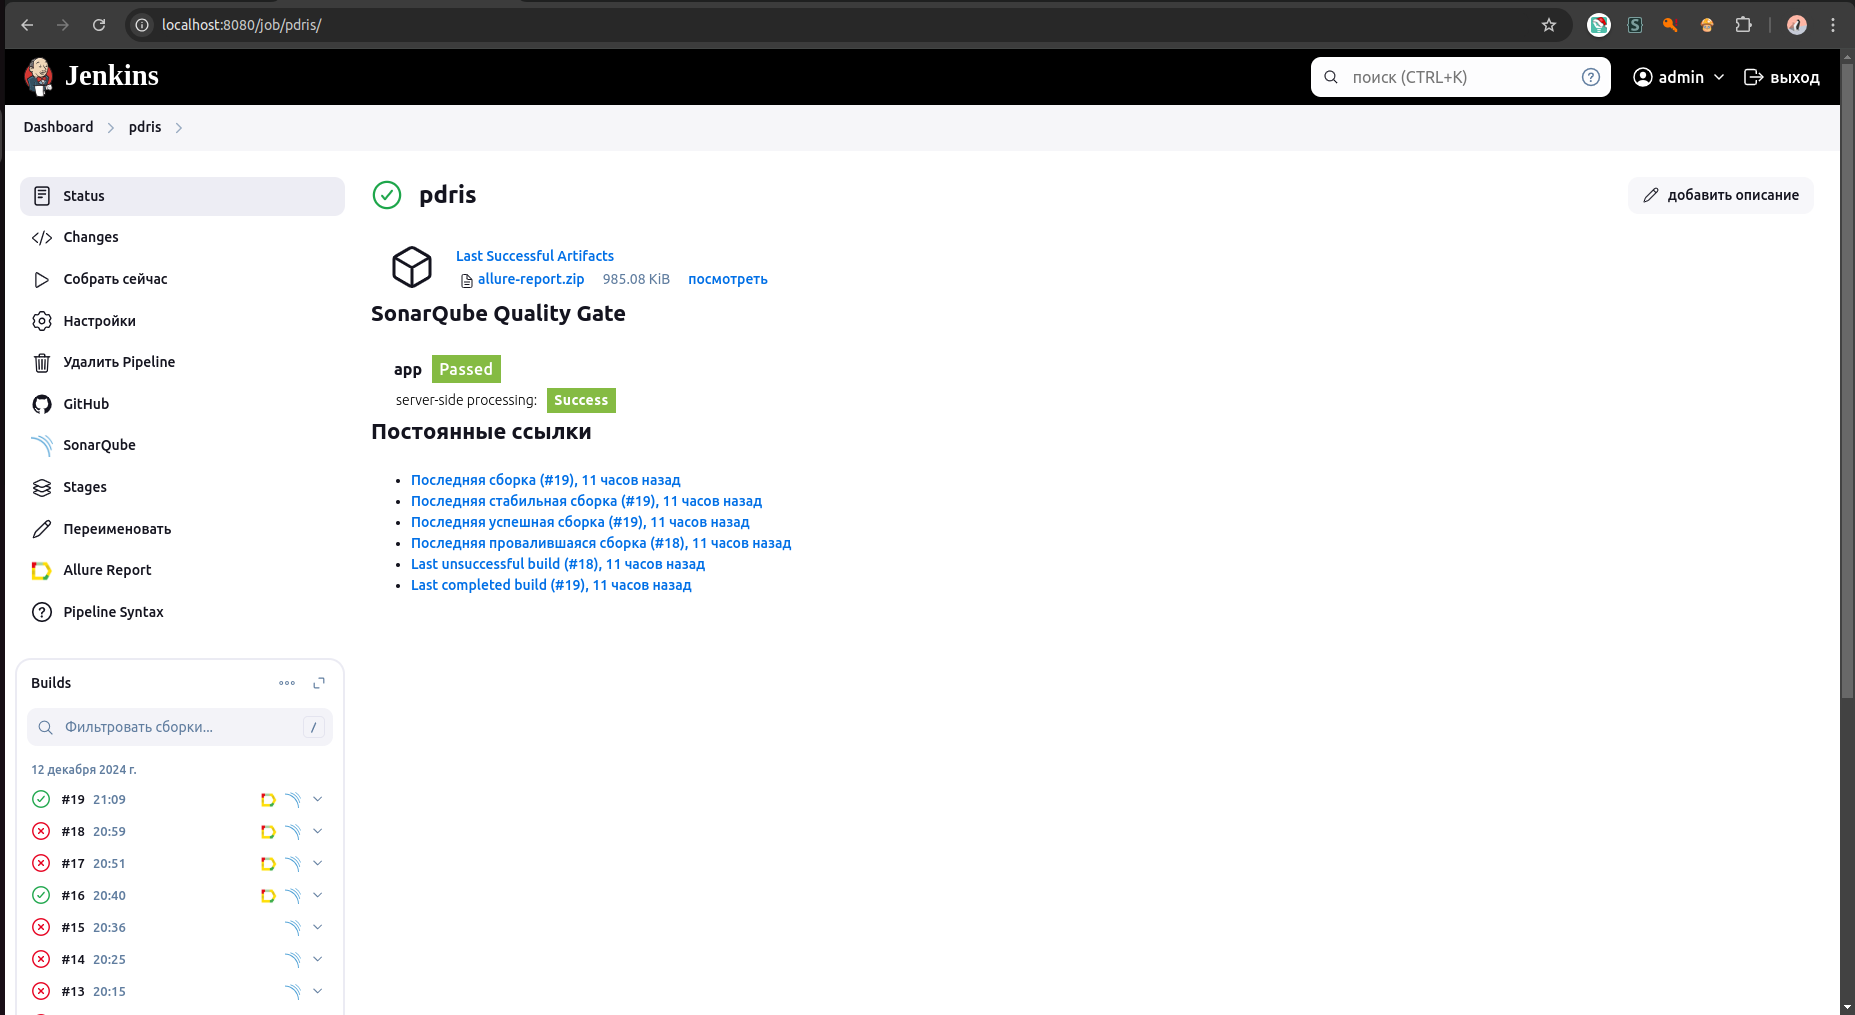 localhost:8080/job/pdris/
Jenkins
поиск (CTRL+K)
admin
выход
Dashboard
pdris
Status
Changes
Собрать сейчас
Настройки
Удалить Pipeline
GitHub
SonarQube
Stages
Переименовать
Allure Report
Pipeline Syntax
pdris
добавить описание
Last Successful Artifacts
allure-report.zip 985.08 KiB посмотреть
SonarQube Quality Gate
app Passed
server-side processing: Success
Постоянные ссылки
Последняя сборка (#19), 11 часов назад
Последняя стабильная сборка (#19), 11 часов назад
Последняя успешная сборка (#19), 11 часов назад
Последняя провалившаяся сборка (#18), 11 часов назад
Last unsuccessful build (#18), 11 часов назад
Last completed build (#19), 11 часов назад
Builds
Фильтровать сборки... /
12 декабря 2024 г.
#19 21:09
#18 20:59
#17 20:51
#16 20:40
#15 20:36
#14 20:25
#13 20:15